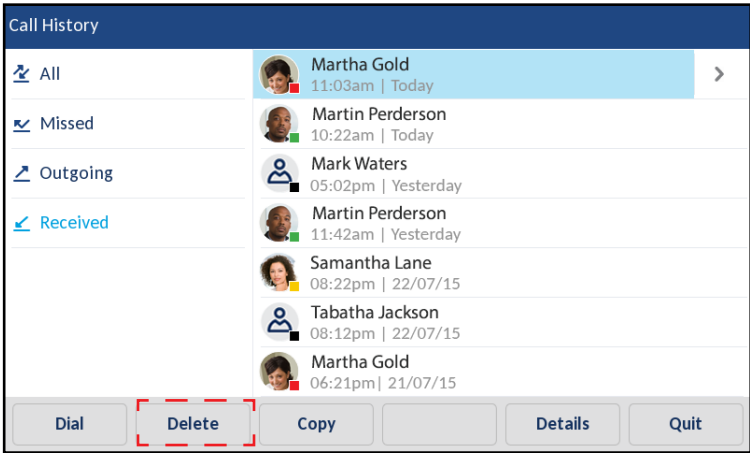 Call History
All
Missed
Outgoing
Received
Martha Gold
11:03am | Today
Martin Perderson
10:22am | Today
Mark Waters
05:02pm | Yesterday
Martin Perderson
11:42am | Yesterday
Samantha Lane
08:22pm | 22/07/15
Tabatha Jackson
08:12pm | 22/07/15
Martha Gold
06:21pm| 21/07/15
Dial Delete Copy Details Quit